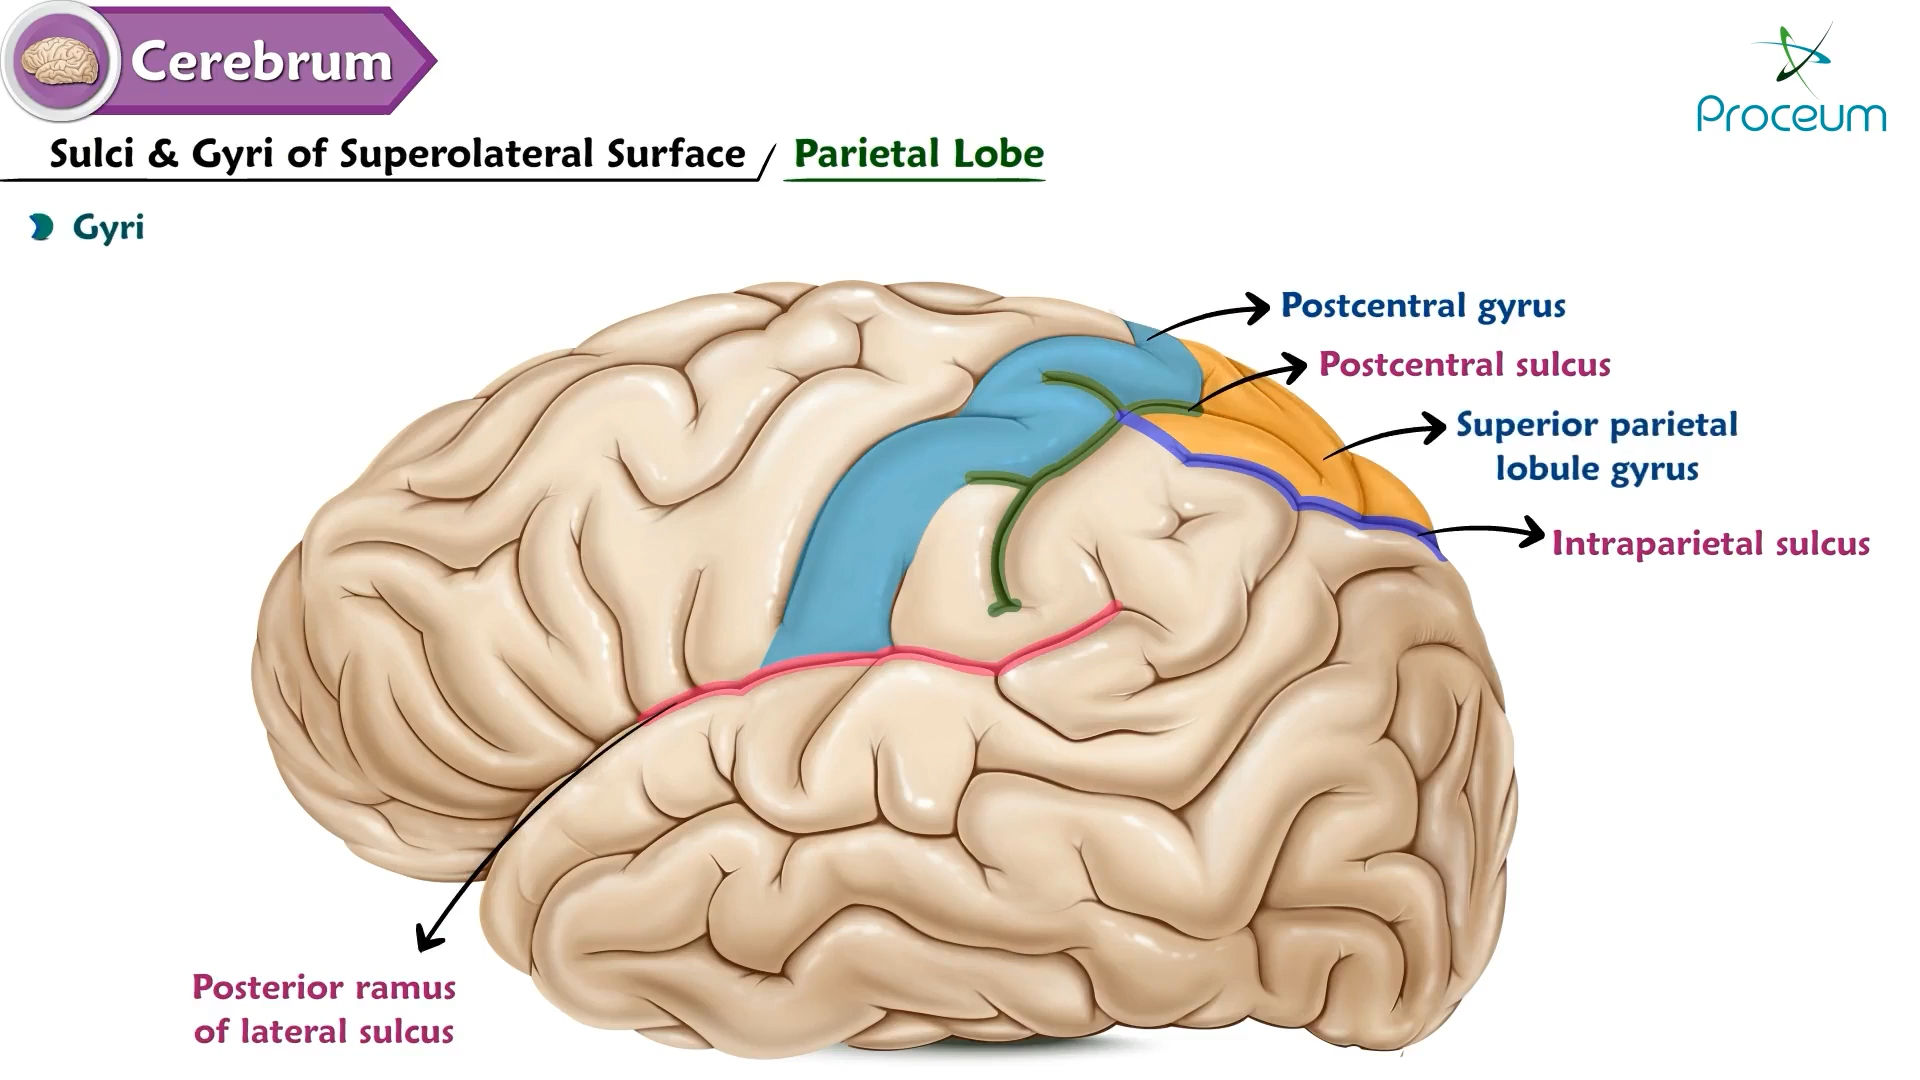 Cerebrum
Proceum
Sulci & Gyri of Superolateral Surface / Parietal Lobe
Gyri
Postcentral gyrus
Postcentral sulcus
Superior parietal
lobule gyrus
Intraparietal sulcus
Posterior ramus
of lateral sulcus